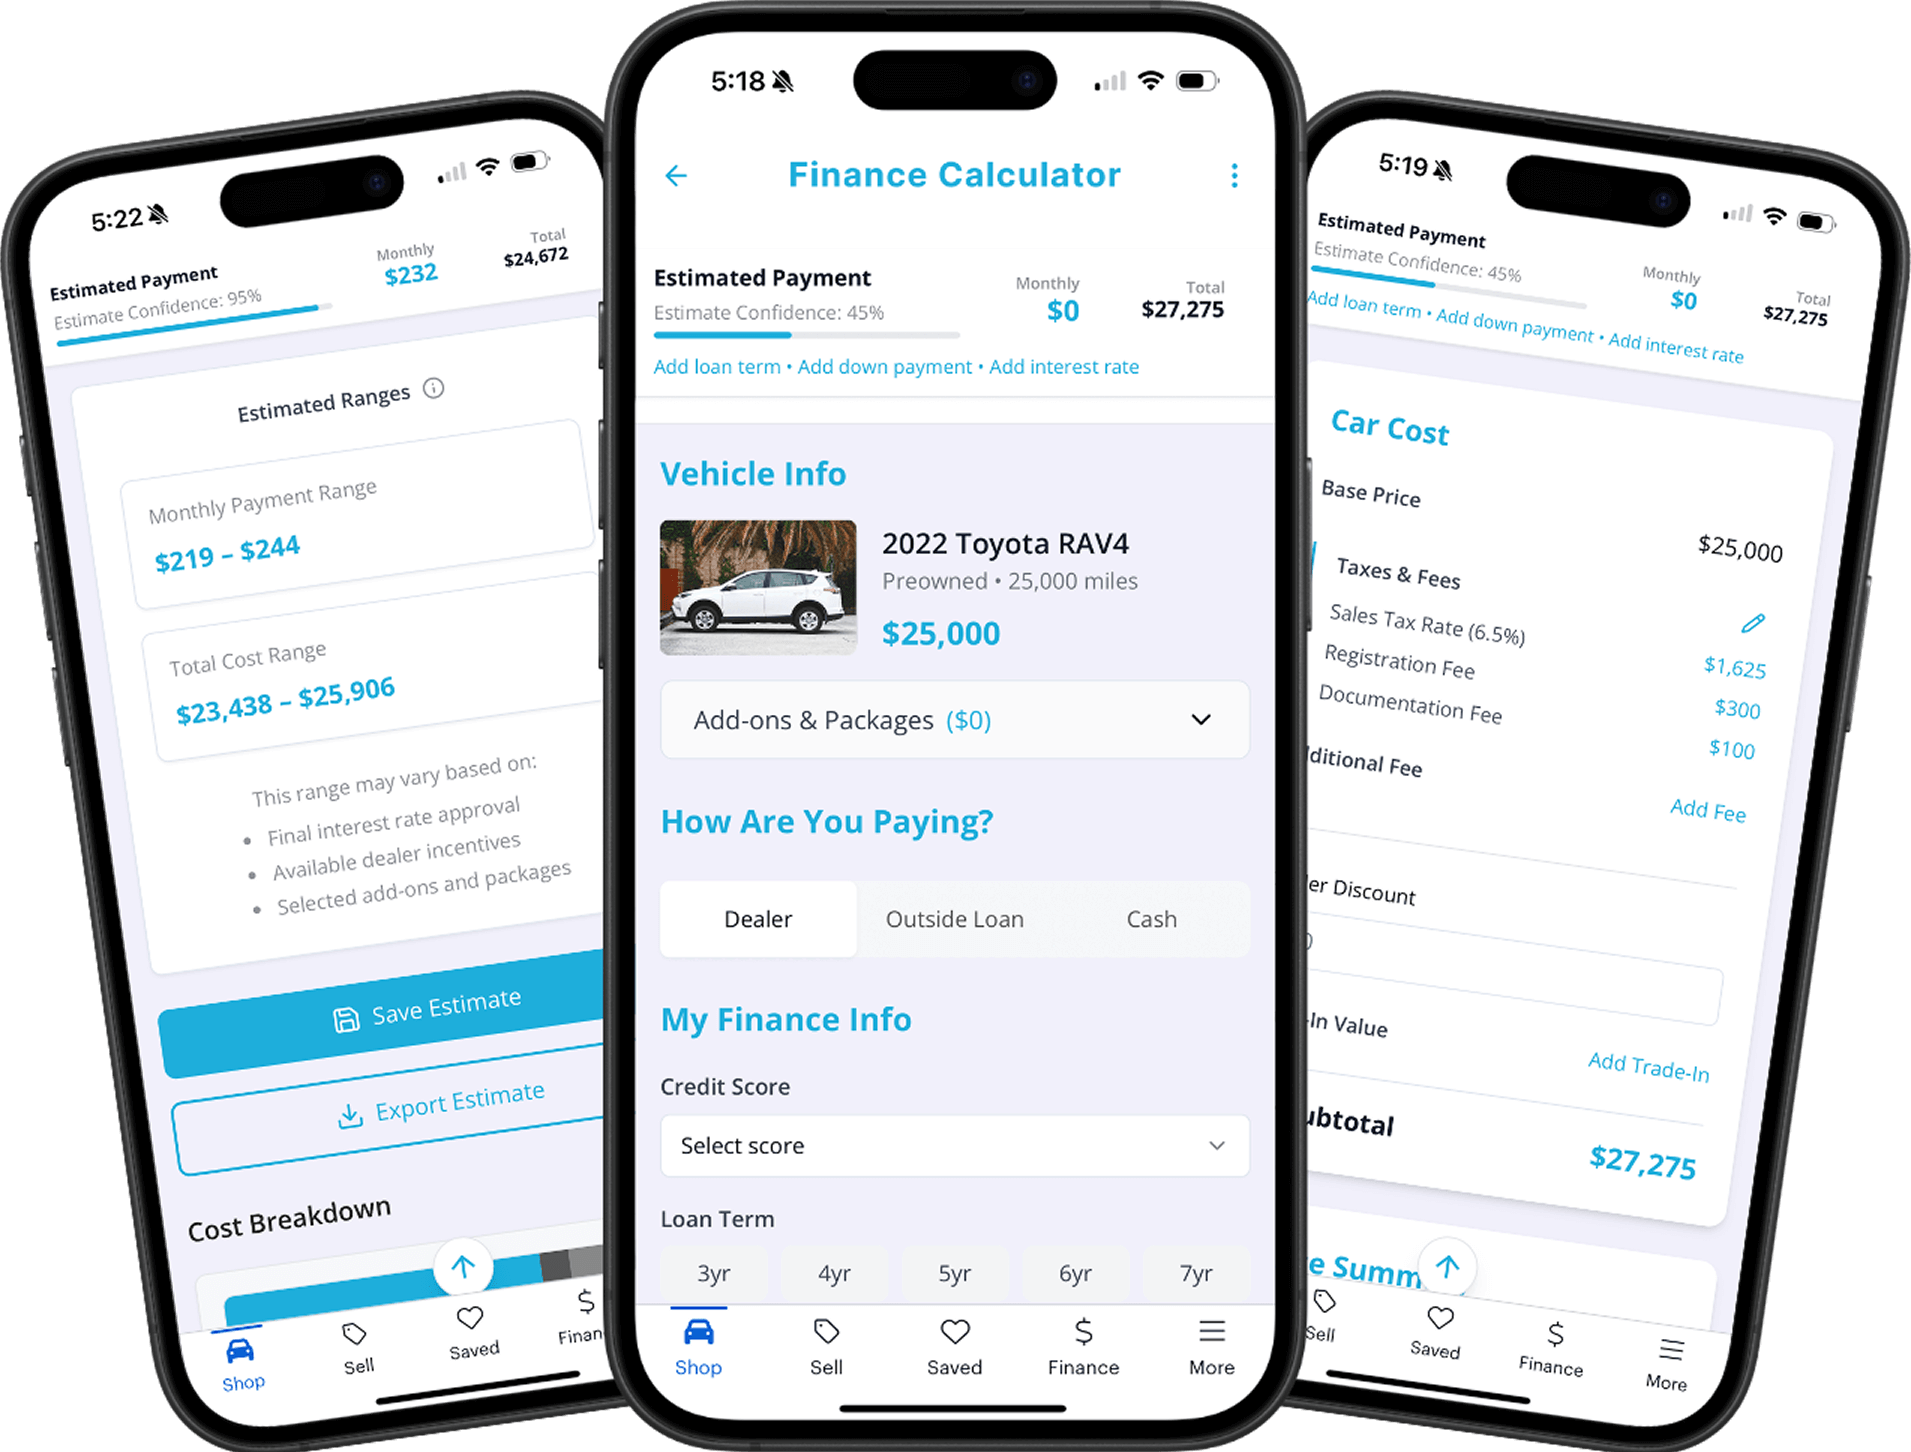 5:22
Estimated Payment
Estimate Confidence: 95%
Monthly
$232
Total
$24,672
Estimated Ranges
Monthly Payment Range
$219 – $244
Total Cost Range
$23,438 – $25,906
This range may vary based on:
• Final interest rate approval
• Available dealer incentives
• Selected add-ons and packages
Save Estimate
Export Estimate
Cost Breakdown
Shop
Sell
Saved
Finan
5:18
Finance Calculator
Estimated Payment
Estimate Confidence: 45%
Monthly
$0
Total
$27,275
Add loan term • Add down payment • Add interest rate
Vehicle Info
2022 Toyota RAV4
Preowned • 25,000 miles
$25,000
Add-ons & Packages ($0)
How Are You Paying?
Dealer Outside Loan Cash
My Finance Info
Credit Score
Select score
Loan Term
3yr 4yr 5yr 6yr 7yr
Shop Sell Saved Finance More
5:19
Estimated Payment
Estimate Confidence: 45%
Monthly
$0
Total
$27,275
Add loan term • Add down payment • Add interest rate
Car Cost
Base Price
$25,000
Taxes & Fees
Sales Tax Rate (6.5%)
$1,625
Registration Fee
$300
Documentation Fee
$100
ditional Fee
Add Fee
er Discount
-In Value
Add Trade-In
ubtotal
$27,275
e Summ
Sell
Saved
Finance
More